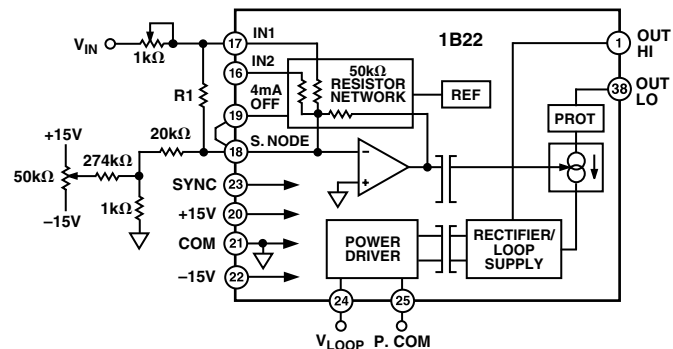 1B22
V_IN
1kΩ
17
IN1
16
IN2
R1
4mA
OFF
19
50kΩ
RESISTOR
NETWORK
REF
1
OUT
HI
38
OUT
LO
PROT
+15V
50kΩ
–15V
274kΩ
20kΩ
1kΩ
18
S. NODE
–
+
SYNC
23
+15V
20
COM
21
–15V
22
POWER
DRIVER
RECTIFIER/
LOOP
SUPPLY
24
25
V_LOOP
P. COM